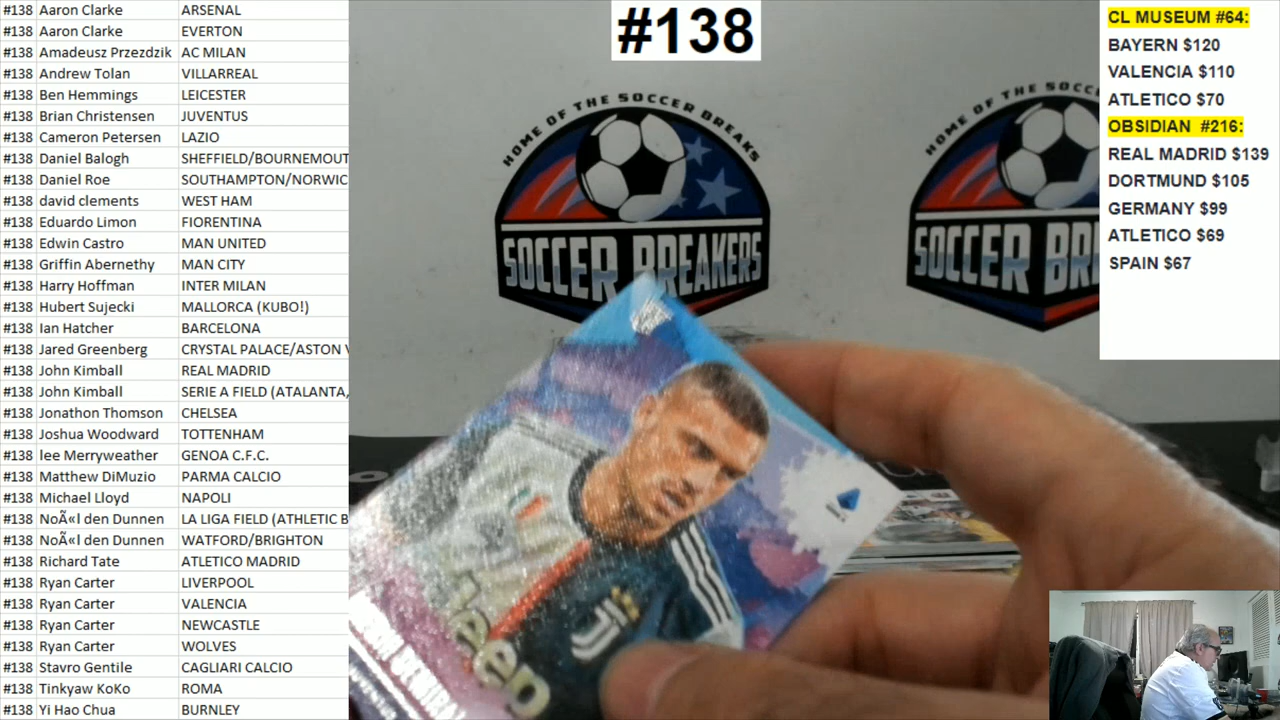 #138 Aaron Clarke ARSENAL
#138 Aaron Clarke EVERTON
#138 Amadeusz Przedzik AC MILAN
#138 Andrew Tolan VILLARREAL
#138 Ben Hemmings LEICESTER
#138 Brian Christensen JUVENTUS
#138 Cameron Petersen LAZIO
#138 Daniel Balogh SHEFFIELD/BOURNEMOUT
#138 Daniel Roe SOUTHAMPTON/NORWIC
#138 david clements WEST HAM
#138 Eduardo Limon FIORENTINA
#138 Edwin Castro MAN UNITED
#138 Griffin Abernethy MAN CITY
#138 Harry Hoffman INTER MILAN
#138 Hubert Sujecki MALLORCA (KUBO!)
#138 Ian Hatcher BARCELONA
#138 Jared Greenberg CRYSTAL PALACE/ASTON V
#138 John Kimball REAL MADRID
#138 John Kimball SERIE A FIELD (ATALANTA,
#138 Jonathon Thomson CHELSEA
#138 Joshua Woodward TOTTENHAM
#138 lee Merryweather GENOA C.F.C.
#138 Matthew DiMuzio PARMA CALCIO
#138 Michael Lloyd NAPOLI
#138 NoÃ«l den Dunnen LA LIGA FIELD (ATHLETIC B
#138 NoÃ«l den Dunnen WATFORD/BRIGHTON
#138 Richard Tate ATLETICO MADRID
#138 Ryan Carter LIVERPOOL
#138 Ryan Carter VALENCIA
#138 Ryan Carter NEWCASTLE
#138 Ryan Carter WOLVES
#138 Stavro Gentile CAGLIARI CALCIO
#138 Tinkyaw KoKo ROMA
#138 Yi Hao Chua BURNLEY
#138
HOME OF THE SOCCER BREAKS
SOCCER BREAKERS
HOME OF THE SOCC
SOCCER BRE
Jeep
CL MUSEUM #64:
BAYERN $120
VALENCIA $110
ATLETICO $70
OBSIDIAN #216:
REAL MADRID $139
DORTMUND $105
GERMANY $99
ATLETICO $69
SPAIN $67